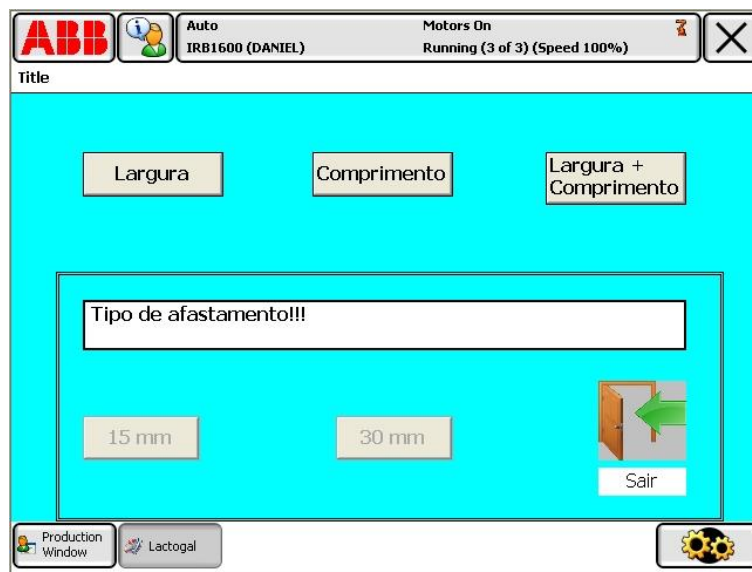 ABB
Auto
Motors On
IRB1600 (DANIEL)
Running (3 of 3) (Speed 100%)
Title
Largura
Comprimento
Largura +
Comprimento
Tipo de afastamento!!!
15 mm
30 mm
Sair
Production
Window
Lactogal